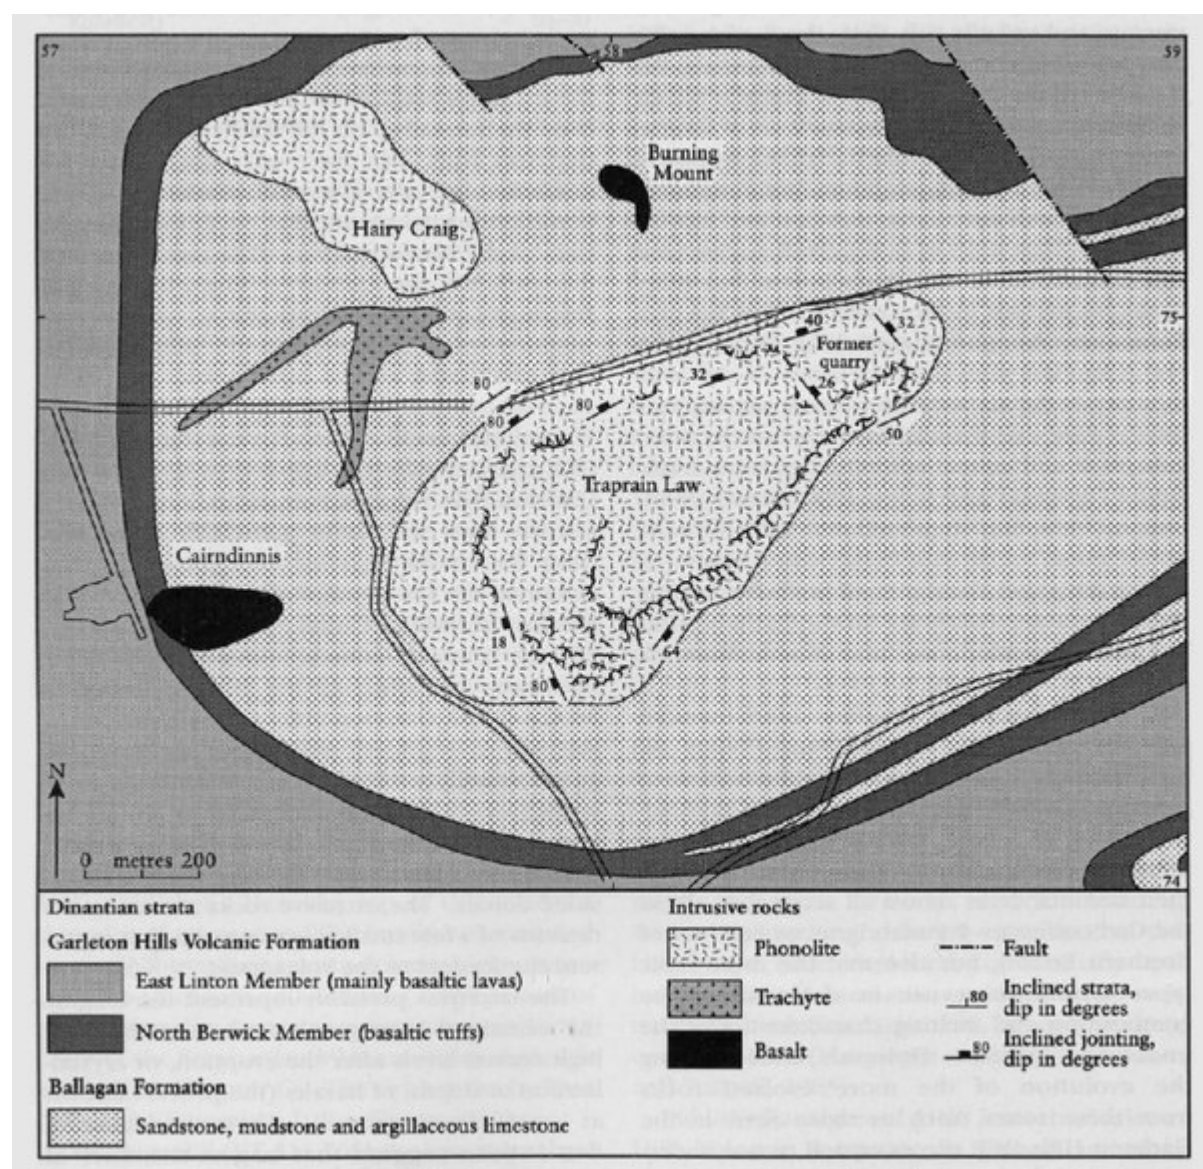 57
58
59
Burning
Mount
Hairy Craig
75
40
32
Former
quarry
32
26
80
80
80
50
Traprain Law
Cairndinnis
18
64
80
N
0 metres 200
74
Dinantian strata
Garleton Hills Volcanic Formation
East Linton Member (mainly basaltic lavas)
North Berwick Member (basaltic tuffs)
Ballagan Formation
Sandstone, mudstone and argillaceous limestone
Intrusive rocks
Phonolite
Trachyte
Basalt
Fault
80 Inclined strata,
dip in degrees
80 Inclined jointing,
dip in degrees